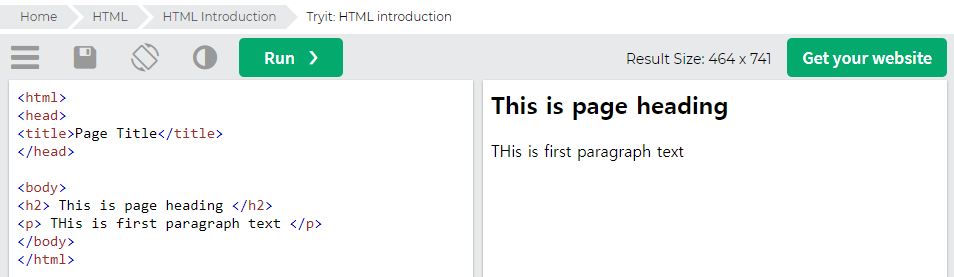 Home HTML HTML Introduction Tryit: HTML introduction
Run ❯ Result Size: 464 x 741 Get your website
<html>
<head>
<title>Page Title</title>
</head>
<body>
<h2> This is page heading </h2>
<p> THis is first paragraph text </p>
</body>
</html>
This is page heading
THis is first paragraph text